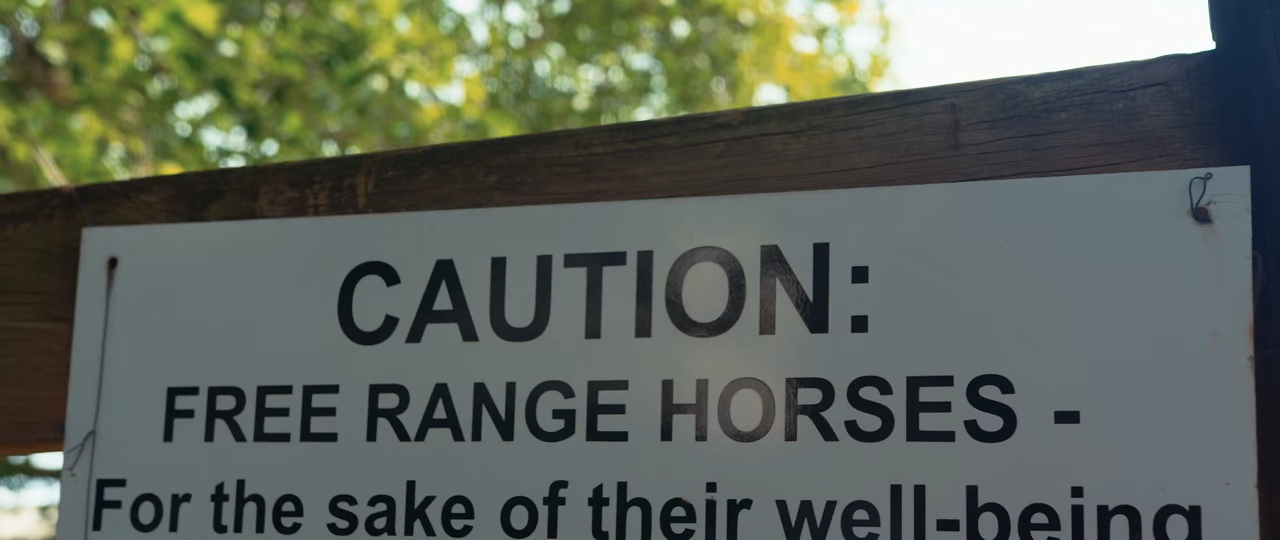 CAUTION:
FREE RANGE HORSES -
For the sake of their well-being